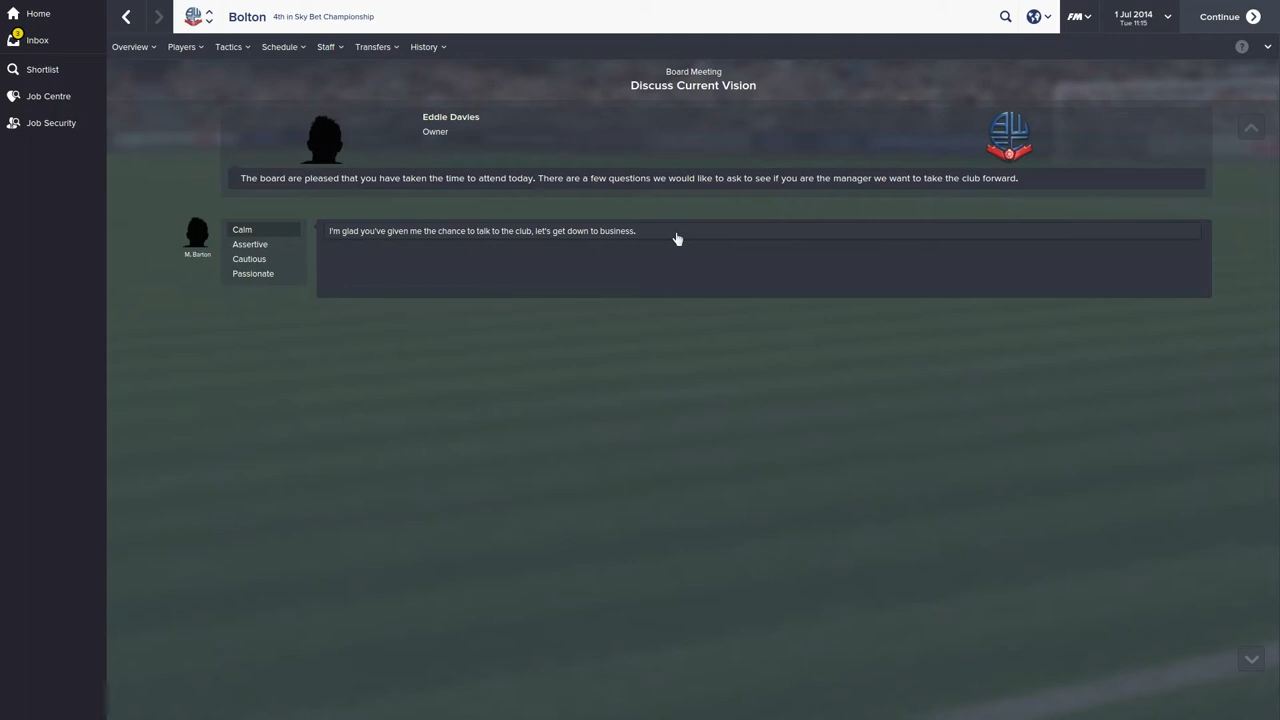 Home
Bolton
4th in Sky Bet Championship
FM
1 Jul 2014
Tue 11:15
Continue
3
Inbox
Overview
Players
Tactics
Schedule
Staff
Transfers
History
?
Shortlist
Job Centre
Job Security
Board Meeting
Discuss Current Vision
Eddie Davies
Owner
The board are pleased that you have taken the time to attend today. There are a few questions we would like to ask to see if you are the manager we want to take the club forward.
M. Barton
Calm
Assertive
Cautious
Passionate
I'm glad you've given me the chance to talk to the club, let's get down to business.